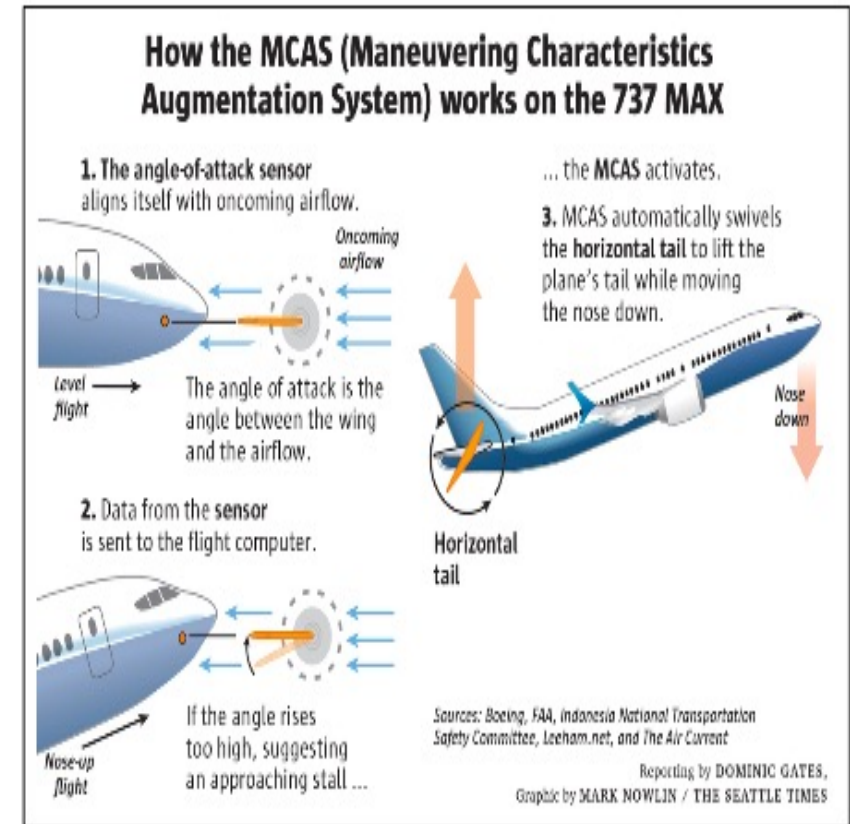 How the MCAS (Maneuvering Characteristics
Augmentation System) works on the 737 MAX
1. The angle-of-attack sensor
aligns itself with oncoming airflow.
Oncoming
airflow
Level
flight
The angle of attack is the
angle between the wing
and the airflow.
2. Data from the sensor
is sent to the flight computer.
Nose-up
flight
If the angle rises
too high, suggesting
an approaching stall ...
... the MCAS activates.
3. MCAS automatically swivels
the horizontal tail to lift the
plane's tail while moving
the nose down.
Nose
down
Horizontal
tail
Sources: Boeing, FAA, Indonesia National Transportation
Safety Committee, Leeham.net, and The Air Current
Reporting by DOMINIC GATES,
Graphic by MARK NOWLIN / THE SEATTLE TIMES